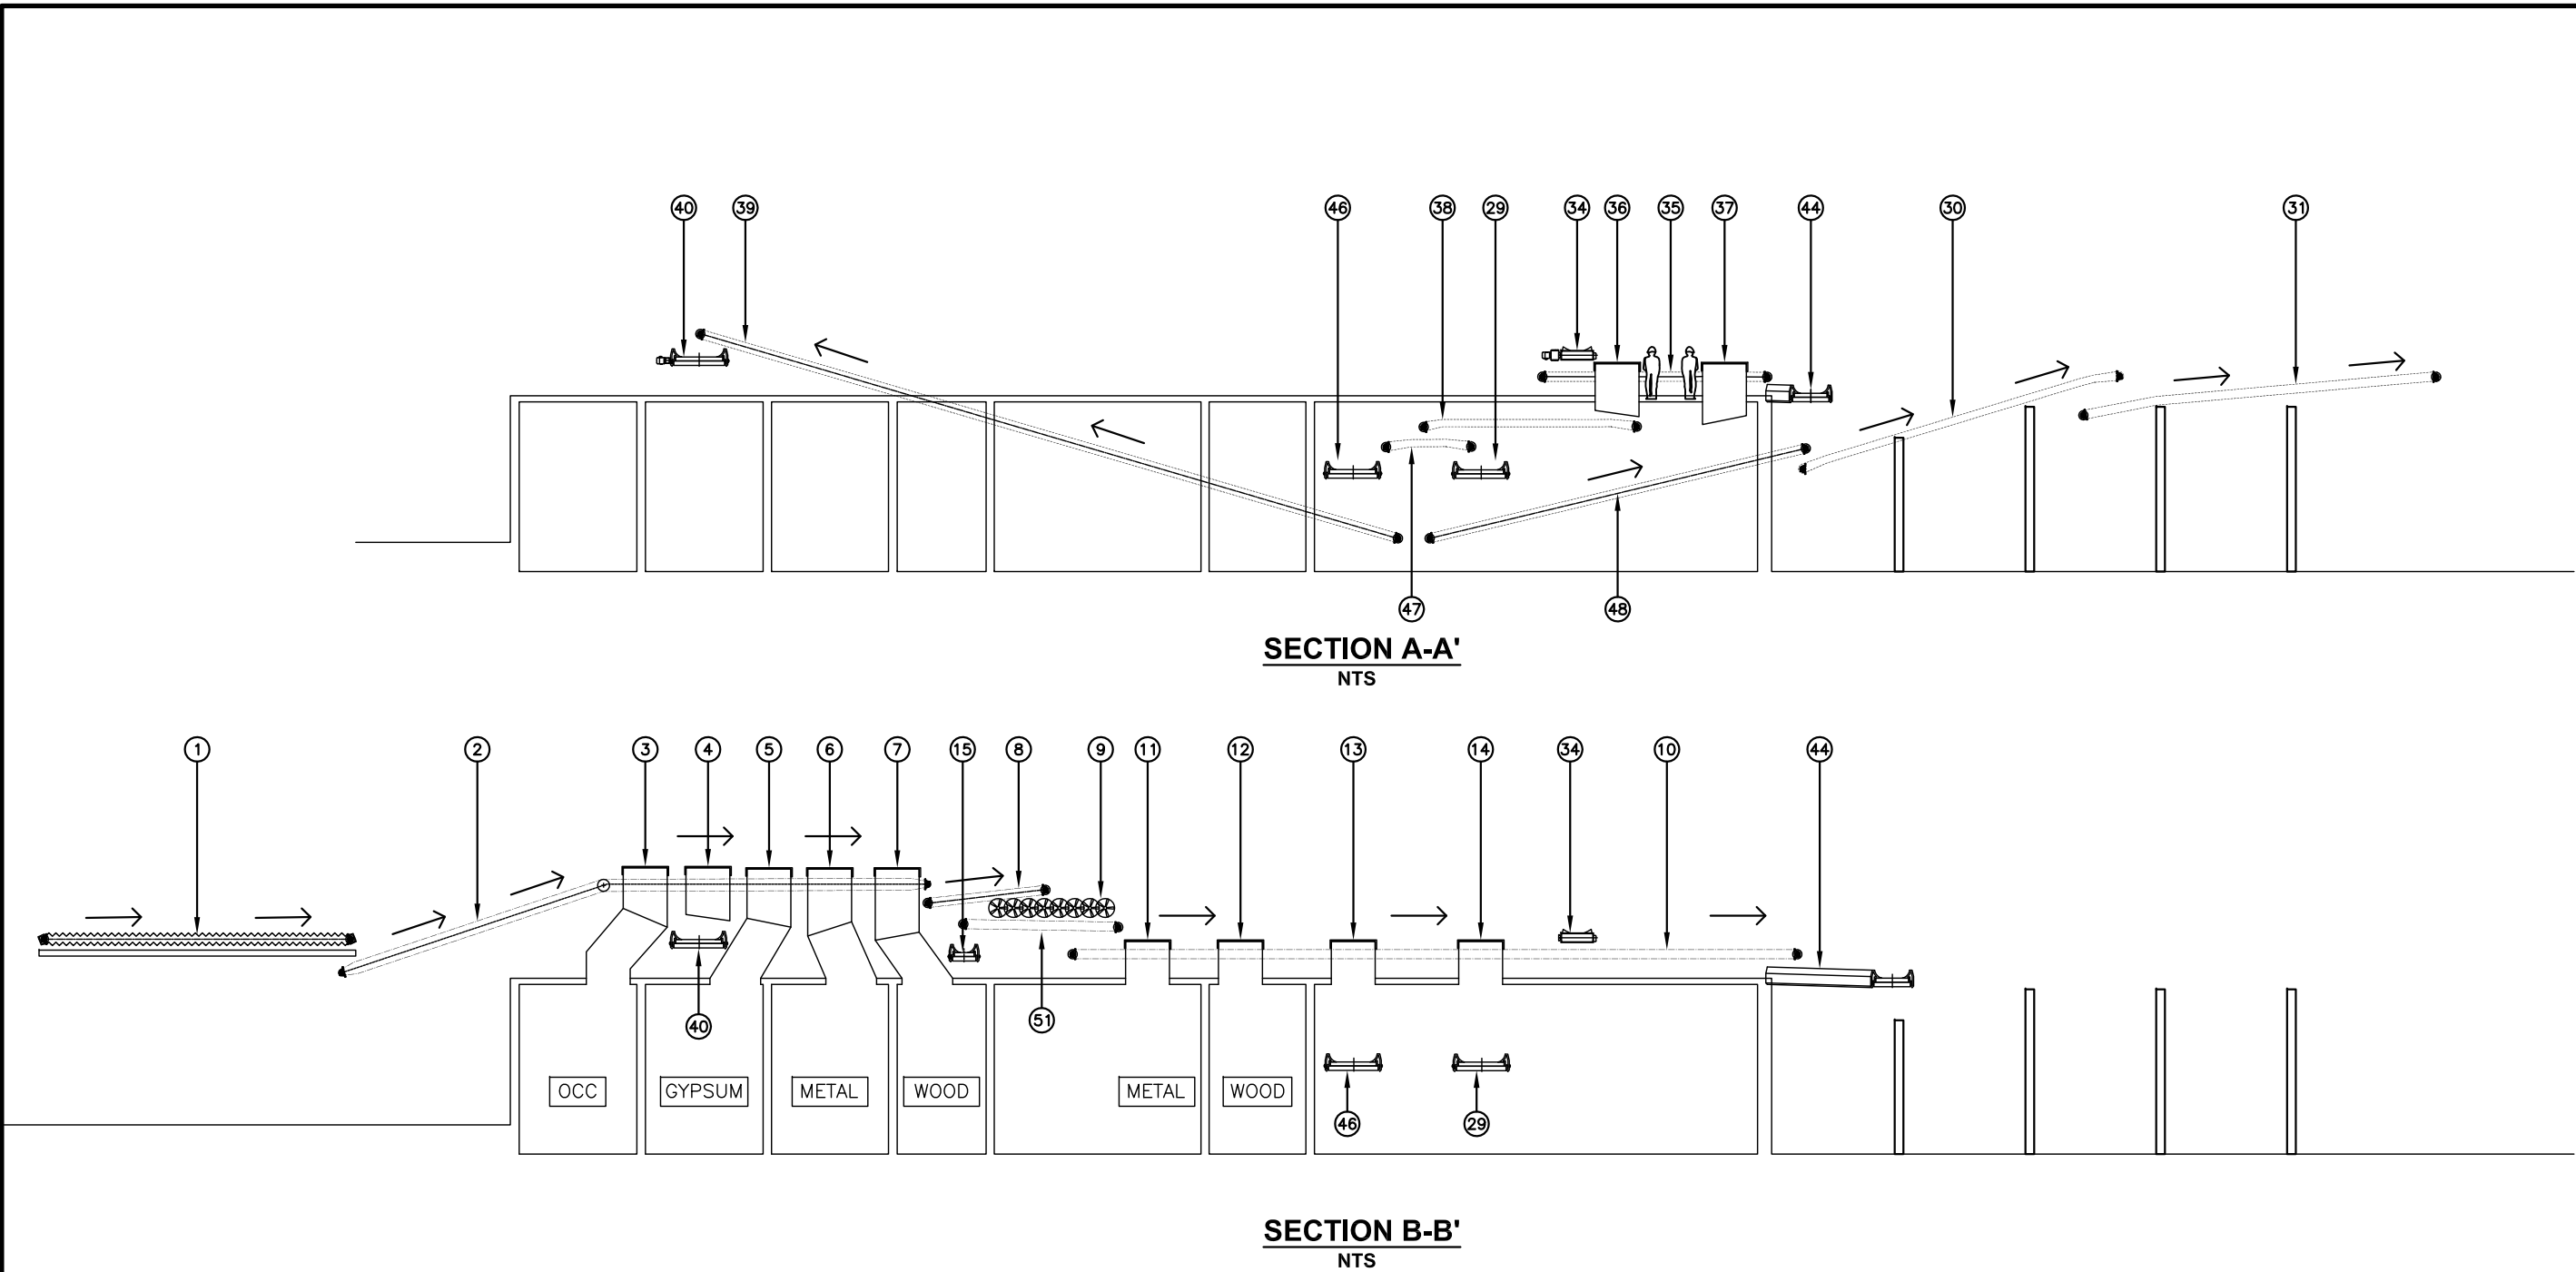 40 39 46 38 29 34 36 35 37 44 30 31
47 48
SECTION A-A'
NTS
1 2 3 4 5 6 7 15 8 9 11 12 13 14 34 10 44
40 51
OCC GYPSUM METAL WOOD METAL WOOD
46 29
SECTION B-B'
NTS